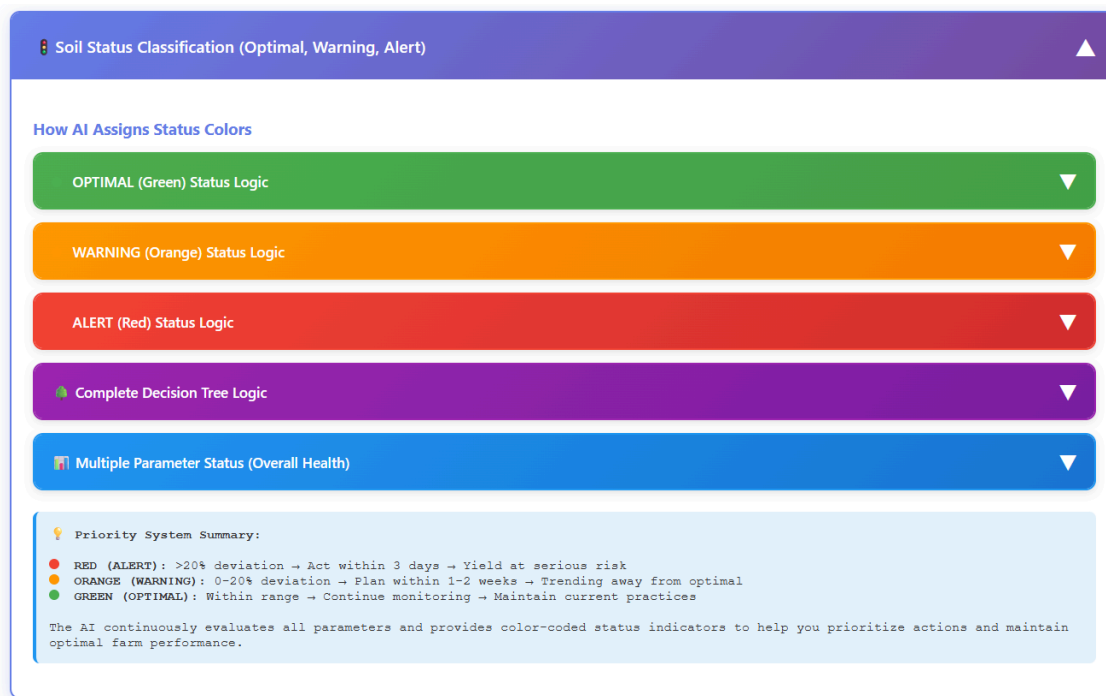 🚦 Soil Status Classification (Optimal, Warning, Alert) ▲
How AI Assigns Status Colors
OPTIMAL (Green) Status Logic ▼
WARNING (Orange) Status Logic ▼
ALERT (Red) Status Logic ▼
Complete Decision Tree Logic ▼
📊 Multiple Parameter Status (Overall Health) ▼
💡 Priority System Summary:
🔴 RED (ALERT): >20% deviation → Act within 3 days → Yield at serious risk
🟠 ORANGE (WARNING): 0-20% deviation → Plan within 1-2 weeks → Trending away from optimal
🟢 GREEN (OPTIMAL): Within range → Continue monitoring → Maintain current practices
The AI continuously evaluates all parameters and provides color-coded status indicators to help you prioritize actions and maintain
optimal farm performance.